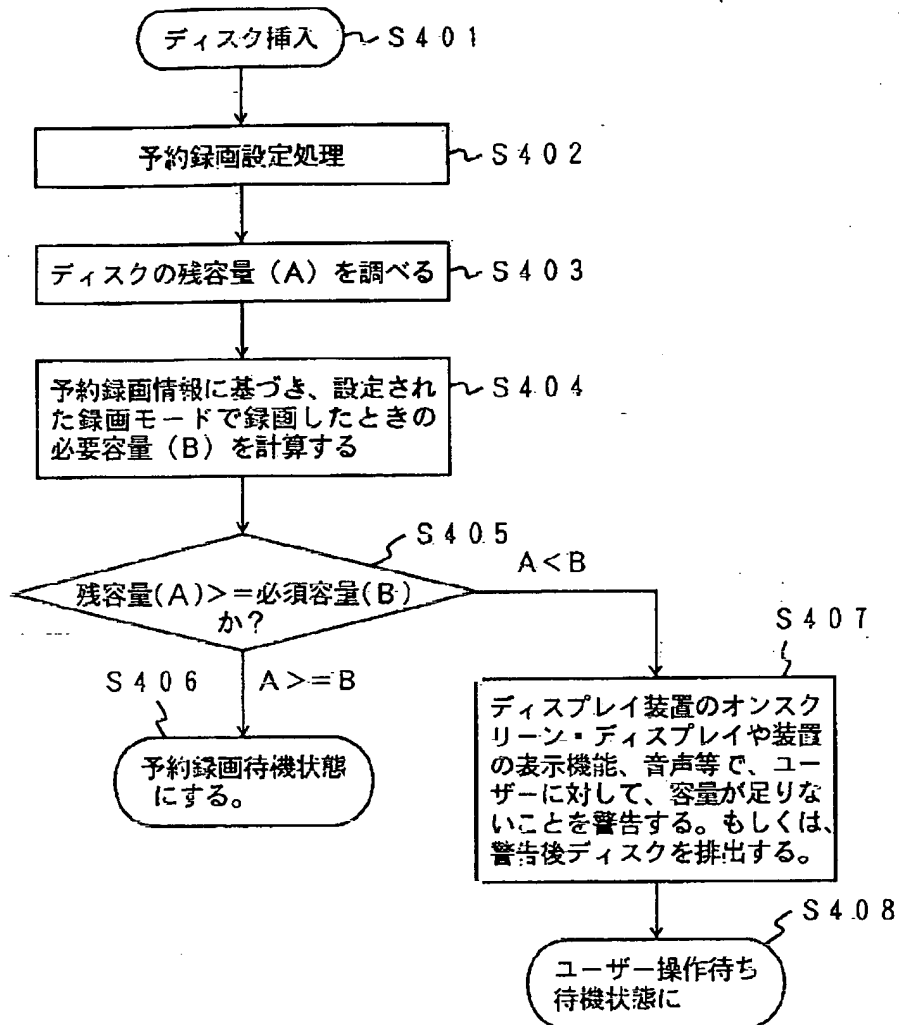 ディスク挿入
S401
予約録画設定処理
S402
ディスクの残容量(A)を調べる
S403
予約録画情報に基づき、設定され
た録画モードで録画したときの
必要容量(B)を計算する
S404
S405
残容量(A)>=必須容量(B)
か?
A<B
A>=B
S406
予約録画待機状態
にする。
S407
ディスプレイ装置のオンスク
リーン・ディスプレイや装置
の表示機能、音声等で、ユー
ザーに対して、容量が足りな
いことを警告する。もしくは、
警告後ディスクを排出する。
S408
ユーザー操作待ち
待機状態に